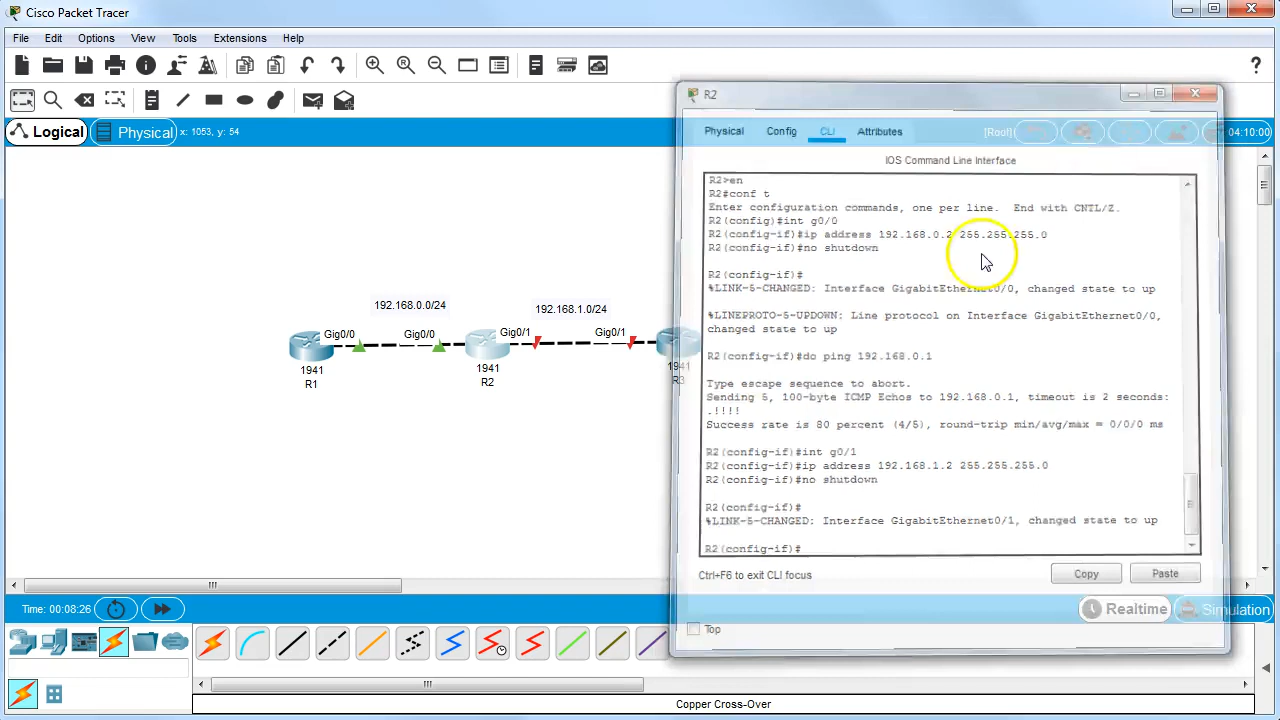 Cisco Packet Tracer
File Edit Options View Tools Extensions Help
?
Logical Physical x: 1053, y: 54
[Root] 04:10:00
R2
Physical Config CLI Attributes
IOS Command Line Interface
R2>en
R2#conf t
Enter configuration commands, one per line.  End with CNTL/Z.
R2(config)#int g0/0
R2(config-if)#ip address 192.168.0.2 255.255.255.0
R2(config-if)#no shutdown
R2(config-if)#
%LINK-5-CHANGED: Interface GigabitEthernet0/0, changed state to up
%LINEPROTO-5-UPDOWN: Line protocol on Interface GigabitEthernet0/0,
changed state to up
R2(config-if)#do ping 192.168.0.1
Type escape sequence to abort.
Sending 5, 100-byte ICMP Echos to 192.168.0.1, timeout is 2 seconds:
.!!!!
Success rate is 80 percent (4/5), round-trip min/avg/max = 0/0/0 ms
R2(config-if)#int g0/1
R2(config-if)#ip address 192.168.1.2 255.255.255.0
R2(config-if)#no shutdown
R2(config-if)#
%LINK-5-CHANGED: Interface GigabitEthernet0/1, changed state to up
R2(config-if)#
Ctrl+F6 to exit CLI focus Copy Paste
Top
192.168.0.0/24 192.168.1.0/24
Gig0/0 Gig0/0 Gig0/1 Gig0/1
1941 1941 1941
R1 R2 R3
Time: 00:08:26 Realtime Simulation
Copper Cross-Over